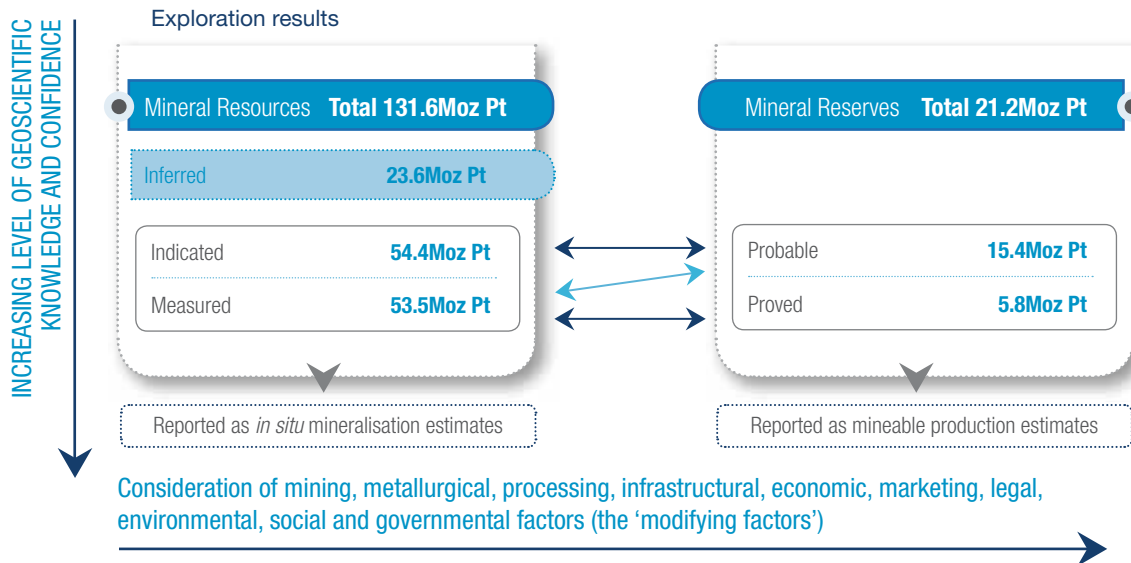 INCREASING LEVEL OF GEOSCIENTIFIC
KNOWLEDGE AND CONFIDENCE
Exploration results
Mineral Resources Total 131.6Moz Pt
Inferred 23.6Moz Pt
Indicated 54.4Moz Pt
Measured 53.5Moz Pt
Reported as in situ mineralisation estimates
Mineral Reserves Total 21.2Moz Pt
Probable 15.4Moz Pt
Proved 5.8Moz Pt
Reported as mineable production estimates
Consideration of mining, metallurgical, processing, infrastructural, economic, marketing, legal,
environmental, social and governmental factors (the ‘modifying factors’)